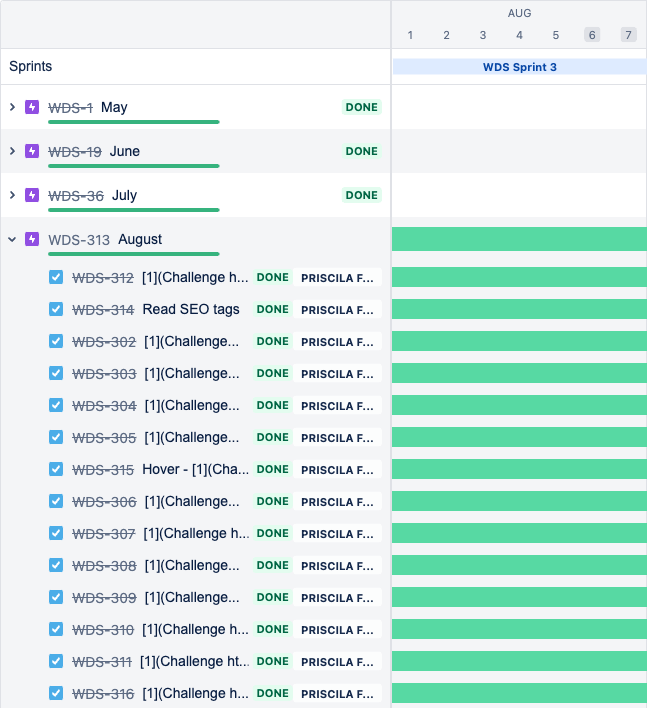 AUG
1 2 3 4 5 6 7
Sprints WDS Sprint 3
WDS-1 May DONE
WDS-19 June DONE
WDS-36 July DONE
WDS-313 August
WDS-312 [1](Challenge h... DONE PRISCILA F...
WDS-314 Read SEO tags DONE PRISCILA F...
WDS-302 [1](Challenge... DONE PRISCILA F...
WDS-303 [1](Challenge... DONE PRISCILA F...
WDS-304 [1](Challenge... DONE PRISCILA F...
WDS-305 [1](Challenge... DONE PRISCILA F...
WDS-315 Hover - [1](Cha... DONE PRISCILA F...
WDS-306 [1](Challenge... DONE PRISCILA F...
WDS-307 [1](Challenge h... DONE PRISCILA F...
WDS-308 [1](Challenge... DONE PRISCILA F...
WDS-309 [1](Challenge... DONE PRISCILA F...
WDS-310 [1](Challenge h... DONE PRISCILA F...
WDS-311 [1](Challenge ht... DONE PRISCILA F...
WDS-316 [1](Challenge h... DONE PRISCILA F...